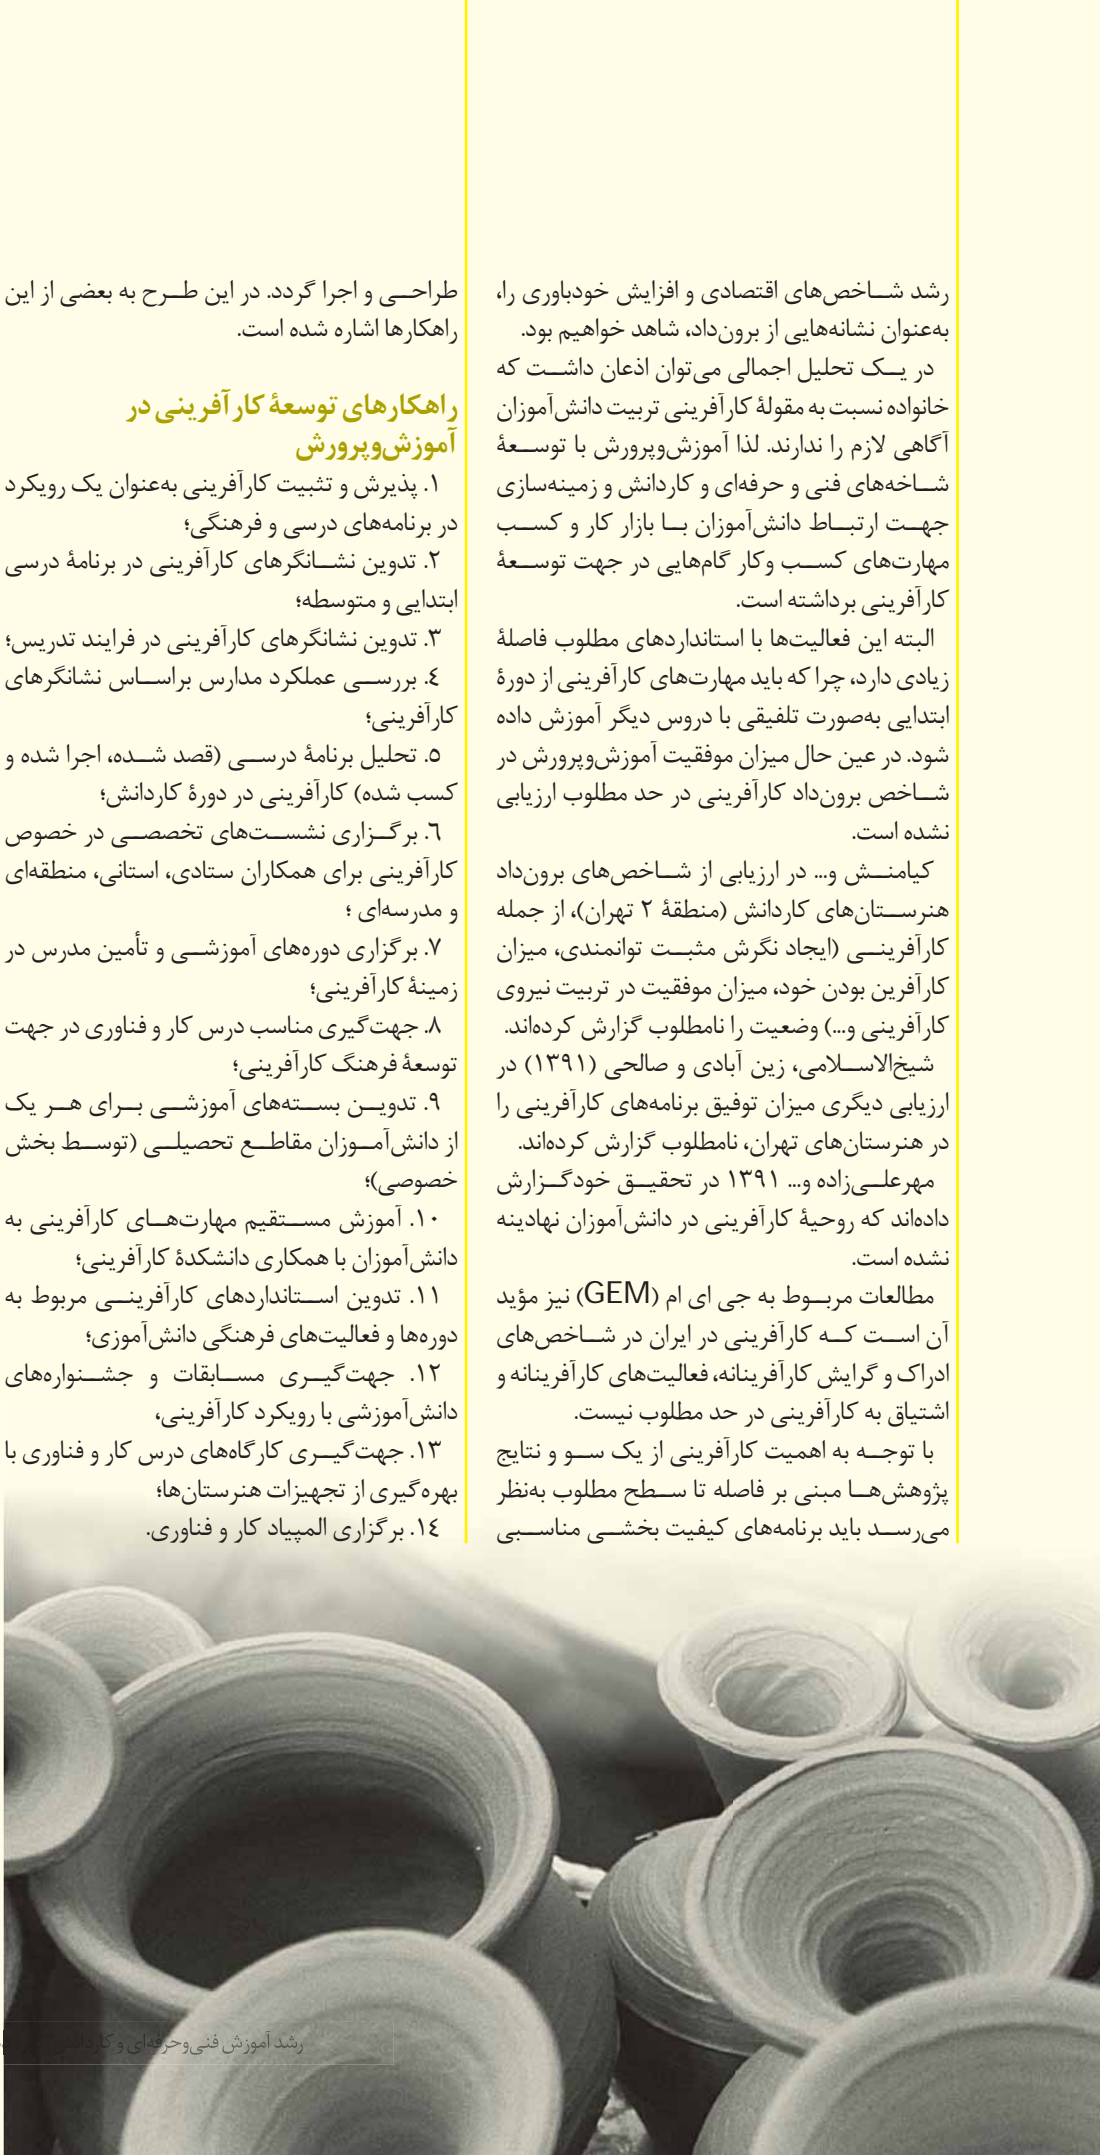 رشد شاخص‌های اقتصادی و افزایش خودباوری را،
به‌عنوان نشانه‌هایی از برون‌داد، شاهد خواهیم بود.
در یک تحلیل اجمالی می‌توان اذعان داشت که
خانواده نسبت به مقولهٔ کارآفرینی تربیت دانش‌آموزان
آگاهی لازم را ندارند. لذا آموزش‌وپرورش با توسعهٔ
شاخه‌های فنی و حرفه‌ای و کاردانش و زمینه‌سازی
جهت ارتباط دانش‌آموزان با بازار کار و کسب
مهارت‌های کسب وکار گام‌هایی در جهت توسعهٔ
کارآفرینی برداشته است.
البته این فعالیت‌ها با استانداردهای مطلوب فاصلهٔ
زیادی دارد، چرا که باید مهارت‌های کارآفرینی از دورهٔ
ابتدایی به‌صورت تلفیقی با دروس دیگر آموزش داده
شود. در عین حال میزان موفقیت آموزش‌وپرورش در
شاخص برون‌داد کارآفرینی در حد مطلوب ارزیابی
نشده است.
کیامنش و... در ارزیابی از شاخص‌های برون‌داد
هنرستان‌های کاردانش (منطقهٔ ۲ تهران)، از جمله
کارآفرینی (ایجاد نگرش مثبت توانمندی، میزان
کارآفرین بودن خود، میزان موفقیت در تربیت نیروی
کارآفرینی و...) وضعیت را نامطلوب گزارش کرده‌اند.
شیخ‌الاسلامی، زین آبادی و صالحی (۱۳۹۱) در
ارزیابی دیگری میزان توفیق برنامه‌های کارآفرینی را
در هنرستان‌های تهران، نامطلوب گزارش کرده‌اند.
مهرعلی‌زاده و... ۱۳۹۱ در تحقیق خودگزارش
داده‌اند که روحیهٔ کارآفرینی در دانش‌آموزان نهادینه
نشده است.
مطالعات مربوط به جی ای ام (GEM) نیز مؤید
آن است که کارآفرینی در ایران در شاخص‌های
ادراک و گرایش کارآفرینانه، فعالیت‌های کارآفرینانه و
اشتیاق به کارآفرینی در حد مطلوب نیست.
با توجه به اهمیت کارآفرینی از یک سو و نتایج
پژوهش‌ها مبنی بر فاصله تا سطح مطلوب به‌نظر
می‌رسد باید برنامه‌های کیفیت بخشی مناسبی
طراحی و اجرا گردد. در این طرح به بعضی از این
راهکارها اشاره شده است.
راهکارهای توسعهٔ کارآفرینی در
آموزش‌وپرورش
۱. پذیرش و تثبیت کارآفرینی به‌عنوان یک رویکرد
در برنامه‌های درسی و فرهنگی؛
۲. تدوین نشانگرهای کارآفرینی در برنامهٔ درسی
ابتدایی و متوسطه؛
۳. تدوین نشانگرهای کارآفرینی در فرایند تدریس؛
۴. بررسی عملکرد مدارس براساس نشانگرهای
کارآفرینی؛
۵. تحلیل برنامهٔ درسی (قصد شده، اجرا شده و
کسب شده) کارآفرینی در دورهٔ کاردانش؛
۶. برگزاری نشست‌های تخصصی در خصوص
کارآفرینی برای همکاران ستادی، استانی، منطقه‌ای
و مدرسه‌ای ؛
۷. برگزاری دوره‌های آموزشی و تأمین مدرس در
زمینهٔ کارآفرینی؛
۸. جهت‌گیری مناسب درس کار و فناوری در جهت
توسعهٔ فرهنگ کارآفرینی؛
۹. تدوین بسته‌های آموزشی برای هر یک
از دانش‌آموزان مقاطع تحصیلی (توسط بخش
خصوصی)؛
۱۰. آموزش مستقیم مهارت‌های کارآفرینی به
دانش‌آموزان با همکاری دانشکدهٔ کارآفرینی؛
۱۱. تدوین استانداردهای کارآفرینی مربوط به
دوره‌ها و فعالیت‌های فرهنگی دانش‌آموزی؛
۱۲. جهت‌گیری مسابقات و جشنواره‌های
دانش‌آموزشی با رویکرد کارآفرینی،
۱۳. جهت‌گیری کارگاه‌های درس کار و فناوری با
بهره‌گیری از تجهیزات هنرستان‌ها؛
۱۴. برگزاری المپیاد کار و فناوری.
رشد آموزش فنی‌وحرفه‌ای و کاردانش